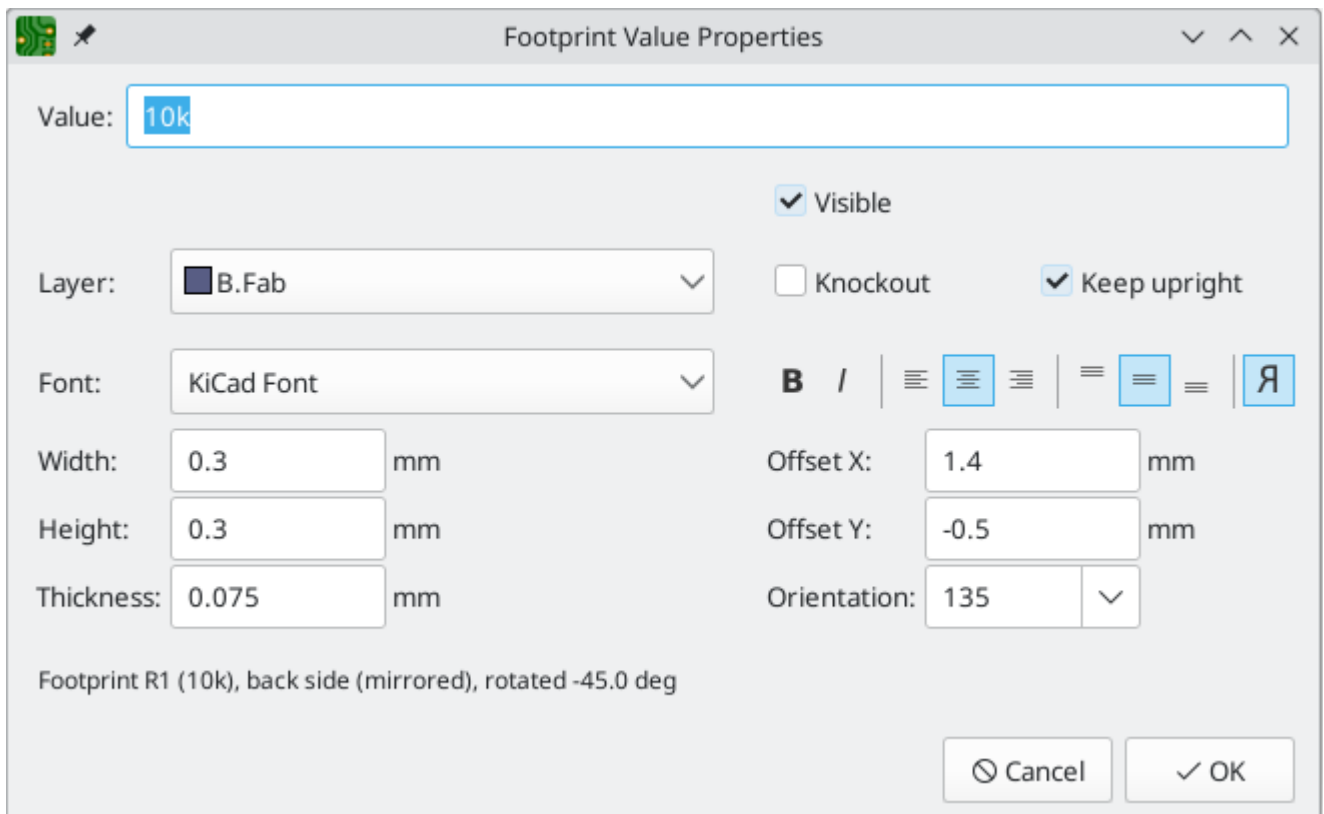 Footprint Value Properties
Value: 10k
Visible
Layer: B.Fab Knockout Keep upright
Font: KiCad Font B I R
Width: 0.3 mm Offset X: 1.4 mm
Height: 0.3 mm Offset Y: -0.5 mm
Thickness: 0.075 mm Orientation: 135
Footprint R1 (10k), back side (mirrored), rotated -45.0 deg
Cancel OK